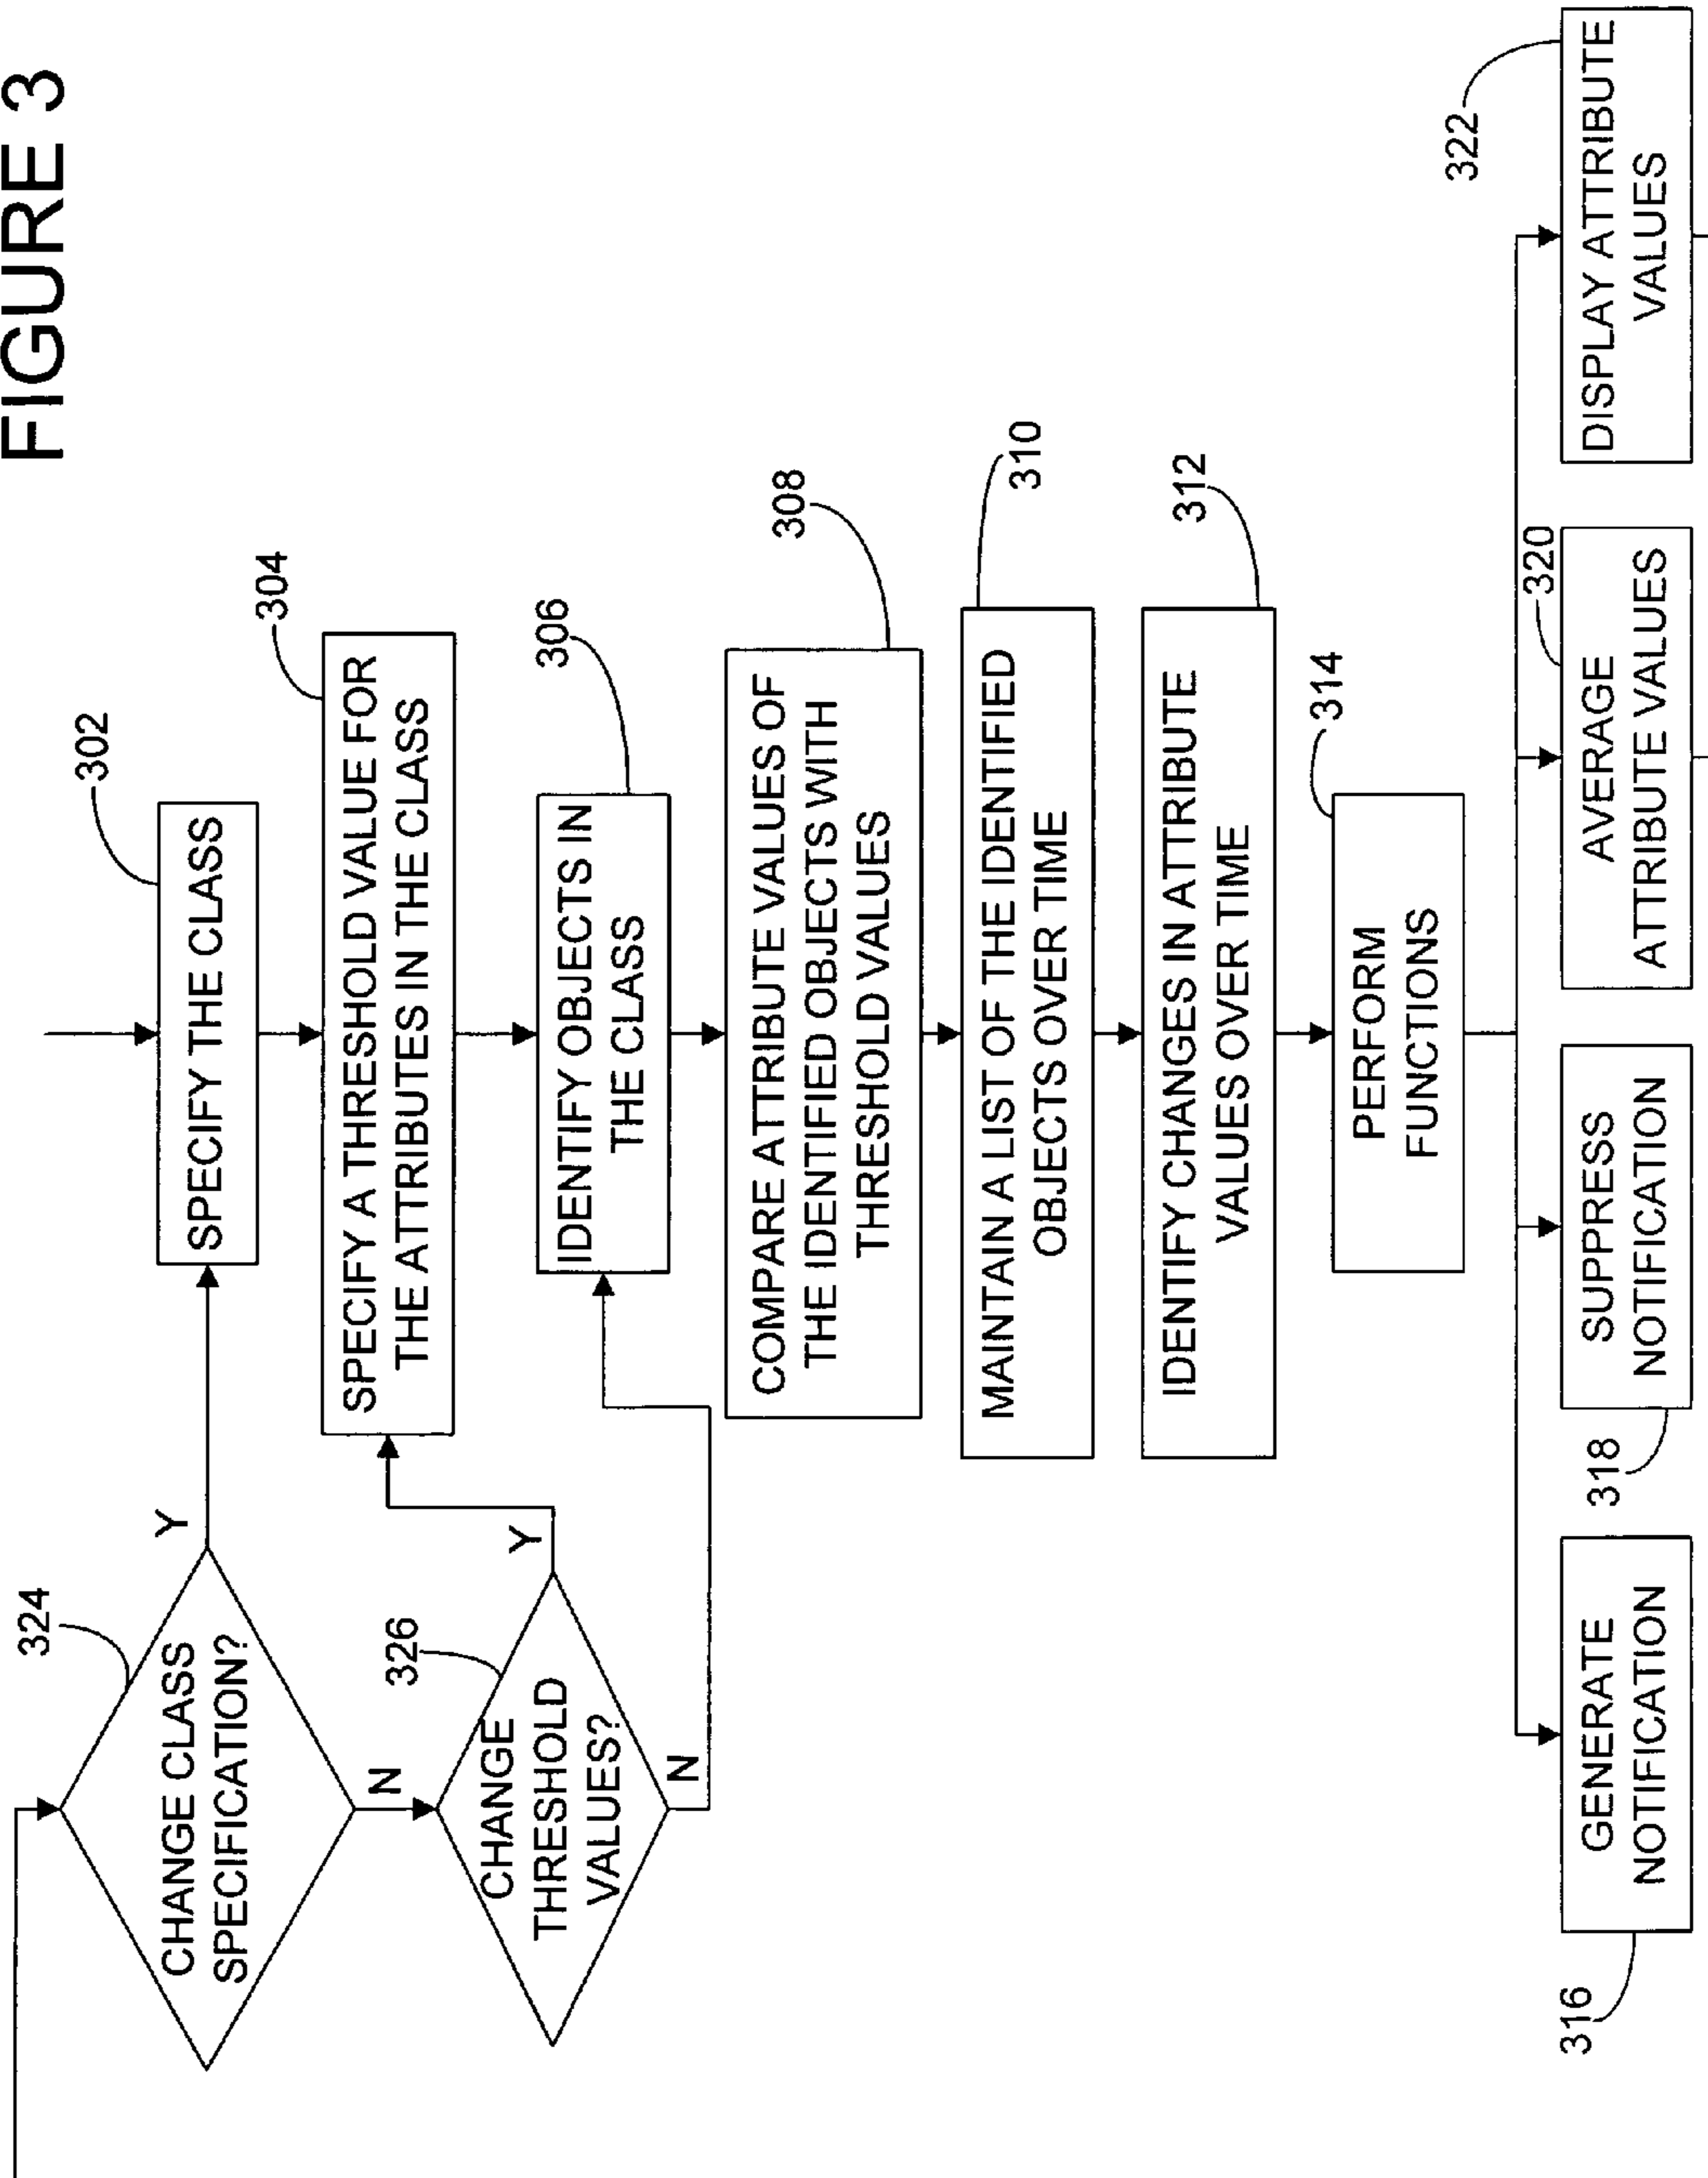 FIGURE 3
324
CHANGE CLASS
SPECIFICATION?
Y
N
302
SPECIFY THE CLASS
326
CHANGE
THRESHOLD
VALUES?
Y
N
304
SPECIFY A THRESHOLD VALUE FOR
THE ATTRIBUTES IN THE CLASS
306
IDENTIFY OBJECTS IN
THE CLASS
308
COMPARE ATTRIBUTE VALUES OF
THE IDENTIFIED OBJECTS WITH
THRESHOLD VALUES
310
MAINTAIN A LIST OF THE IDENTIFIED
OBJECTS OVER TIME
312
IDENTIFY CHANGES IN ATTRIBUTE
VALUES OVER TIME
314
PERFORM
FUNCTIONS
316
GENERATE
NOTIFICATION
318
SUPPRESS
NOTIFICATION
320
AVERAGE
ATTRIBUTE VALUES
322
DISPLAY ATTRIBUTE
VALUES